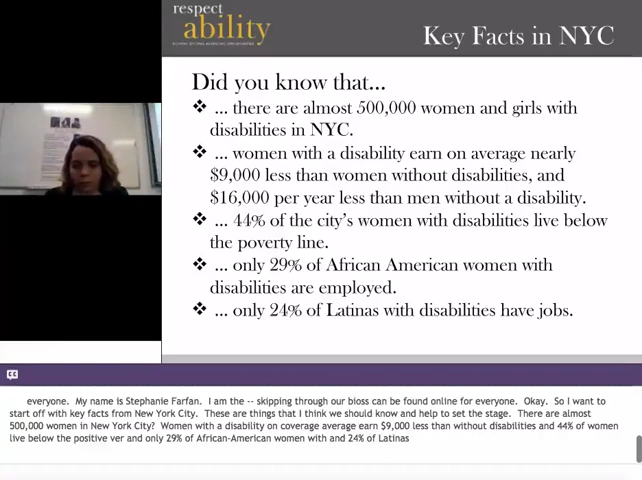 respect
ability
Key Facts in NYC
Did you know that...
❖ ... there are almost 500,000 women and girls with
disabilities in NYC.
❖ ... women with a disability earn on average nearly
$9,000 less than women without disabilities, and
$16,000 per year less than men without a disability.
❖ ... 44% of the city's women with disabilities live below
the poverty line.
❖ ... only 29% of African American women with
disabilities are employed.
❖ ... only 24% of Latinas with disabilities have jobs.
everyone. My name is Stephanie Farfan. I am the -- skipping through our bioss can be found online for everyone. Okay. So I want to
start off with key facts from New York City. These are things that I think we should know and help to set the stage. There are almost
500,000 women in New York City? Women with a disability on coverage average earn $9,000 less than without disabilities and 44% of women
live below the positive ver and only 29% of African-American women with and 24% of Latinas